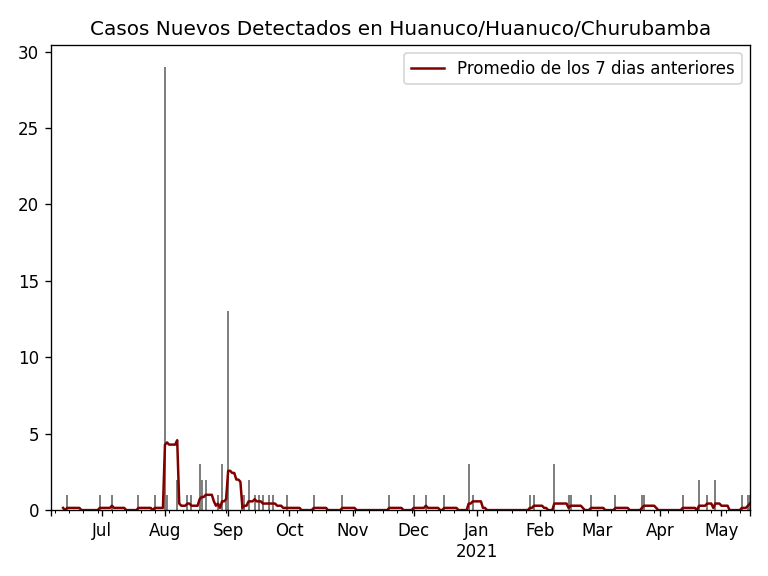 Casos Nuevos Detectados en Huanuco/Huanuco/Churubamba
Promedio de los 7 dias anteriores
30
25
20
15
10
5
0
Jul Aug Sep Oct Nov Dec Jan Feb Mar Apr May
2021